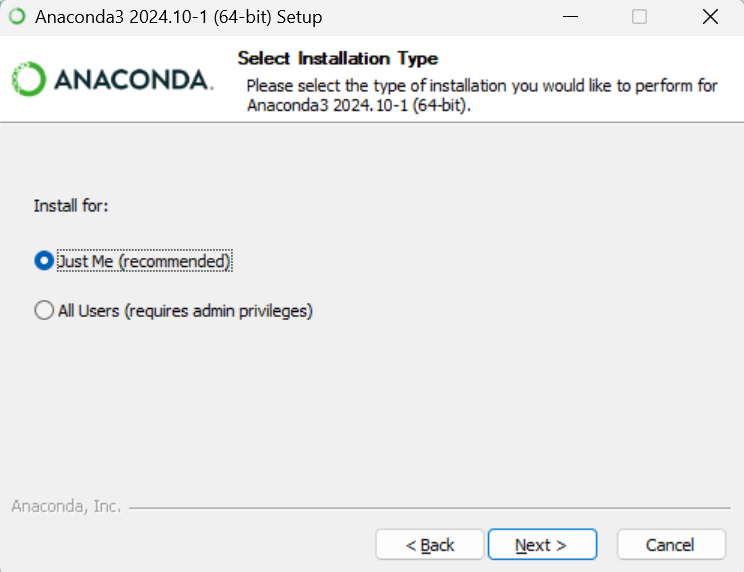 Anaconda3 2024.10-1 (64-bit) Setup
ANACONDA.
Select Installation Type
Please select the type of installation you would like to perform for
Anaconda3 2024.10-1 (64-bit).
Install for:
Just Me (recommended)
All Users (requires admin privileges)
Anaconda, Inc.
< Back
Next >
Cancel